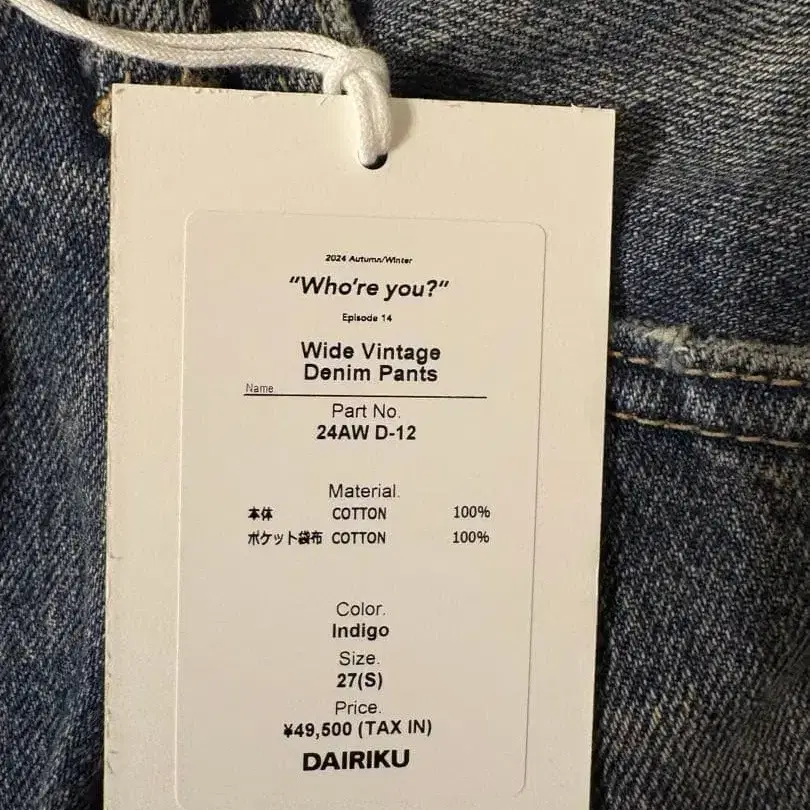 2024 Autumn/Winter
"Who're you?"
Episode 14
Wide Vintage
Denim Pants
Name
Part No.
24AW D-12
Material.
本体 COTTON 100%
ポケット袋布 COTTON 100%
Color.
Indigo
Size.
27(S)
Price.
¥49,500 (TAX IN)
DAIRIKU